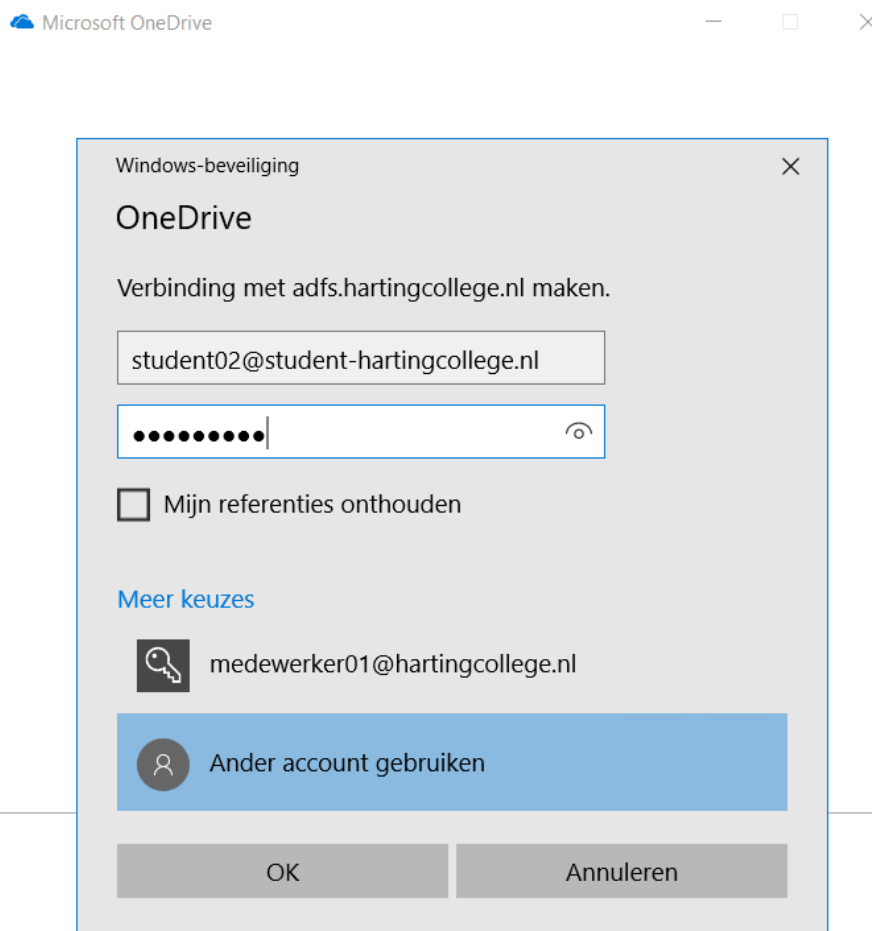 Microsoft OneDrive
Windows-beveiliging
OneDrive
Verbinding met adfs.hartingcollege.nl maken.
student02@student-hartingcollege.nl
●●●●●●●●●
Mijn referenties onthouden
Meer keuzes
medewerker01@hartingcollege.nl
Ander account gebruiken
OK Annuleren